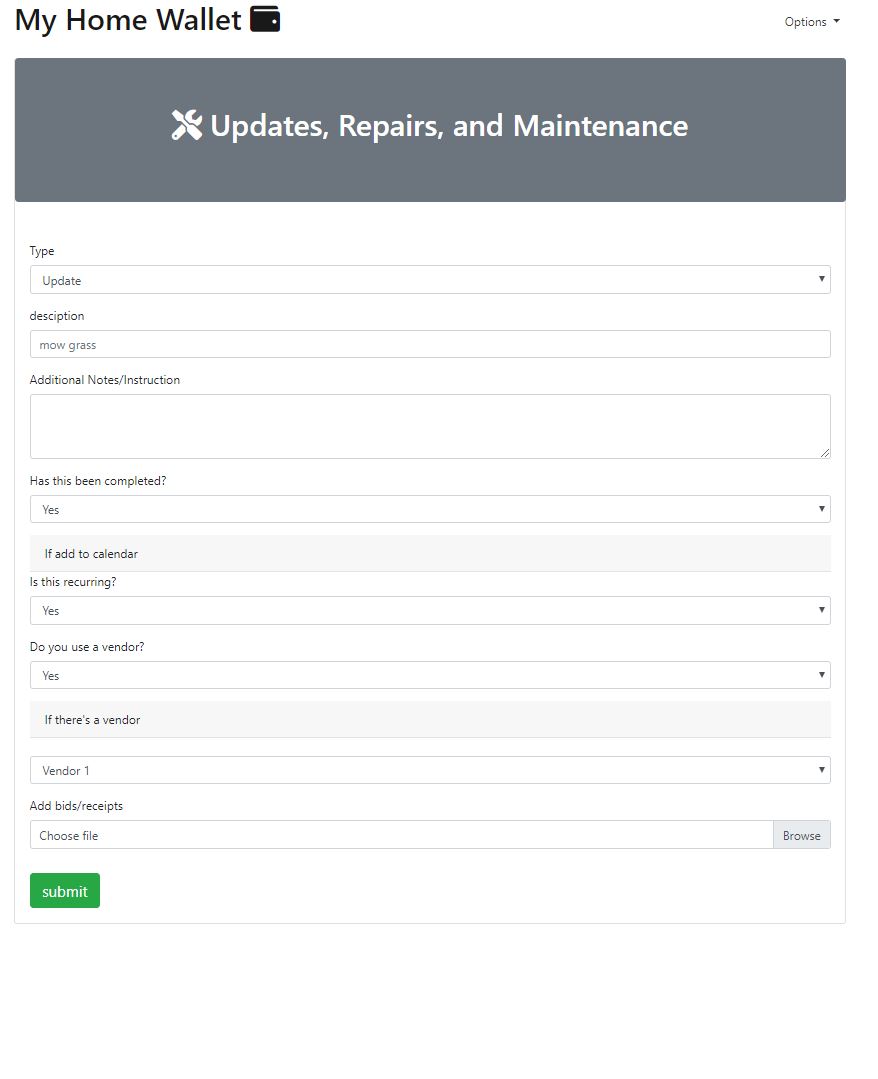 My Home Wallet
Options
Updates, Repairs, and Maintenance
Type
Update
desciption
mow grass
Additional Notes/Instruction
Has this been completed?
Yes
If add to calendar
Is this recurring?
Yes
Do you use a vendor?
Yes
If there's a vendor
Vendor 1
Add bids/receipts
Choose file Browse
submit